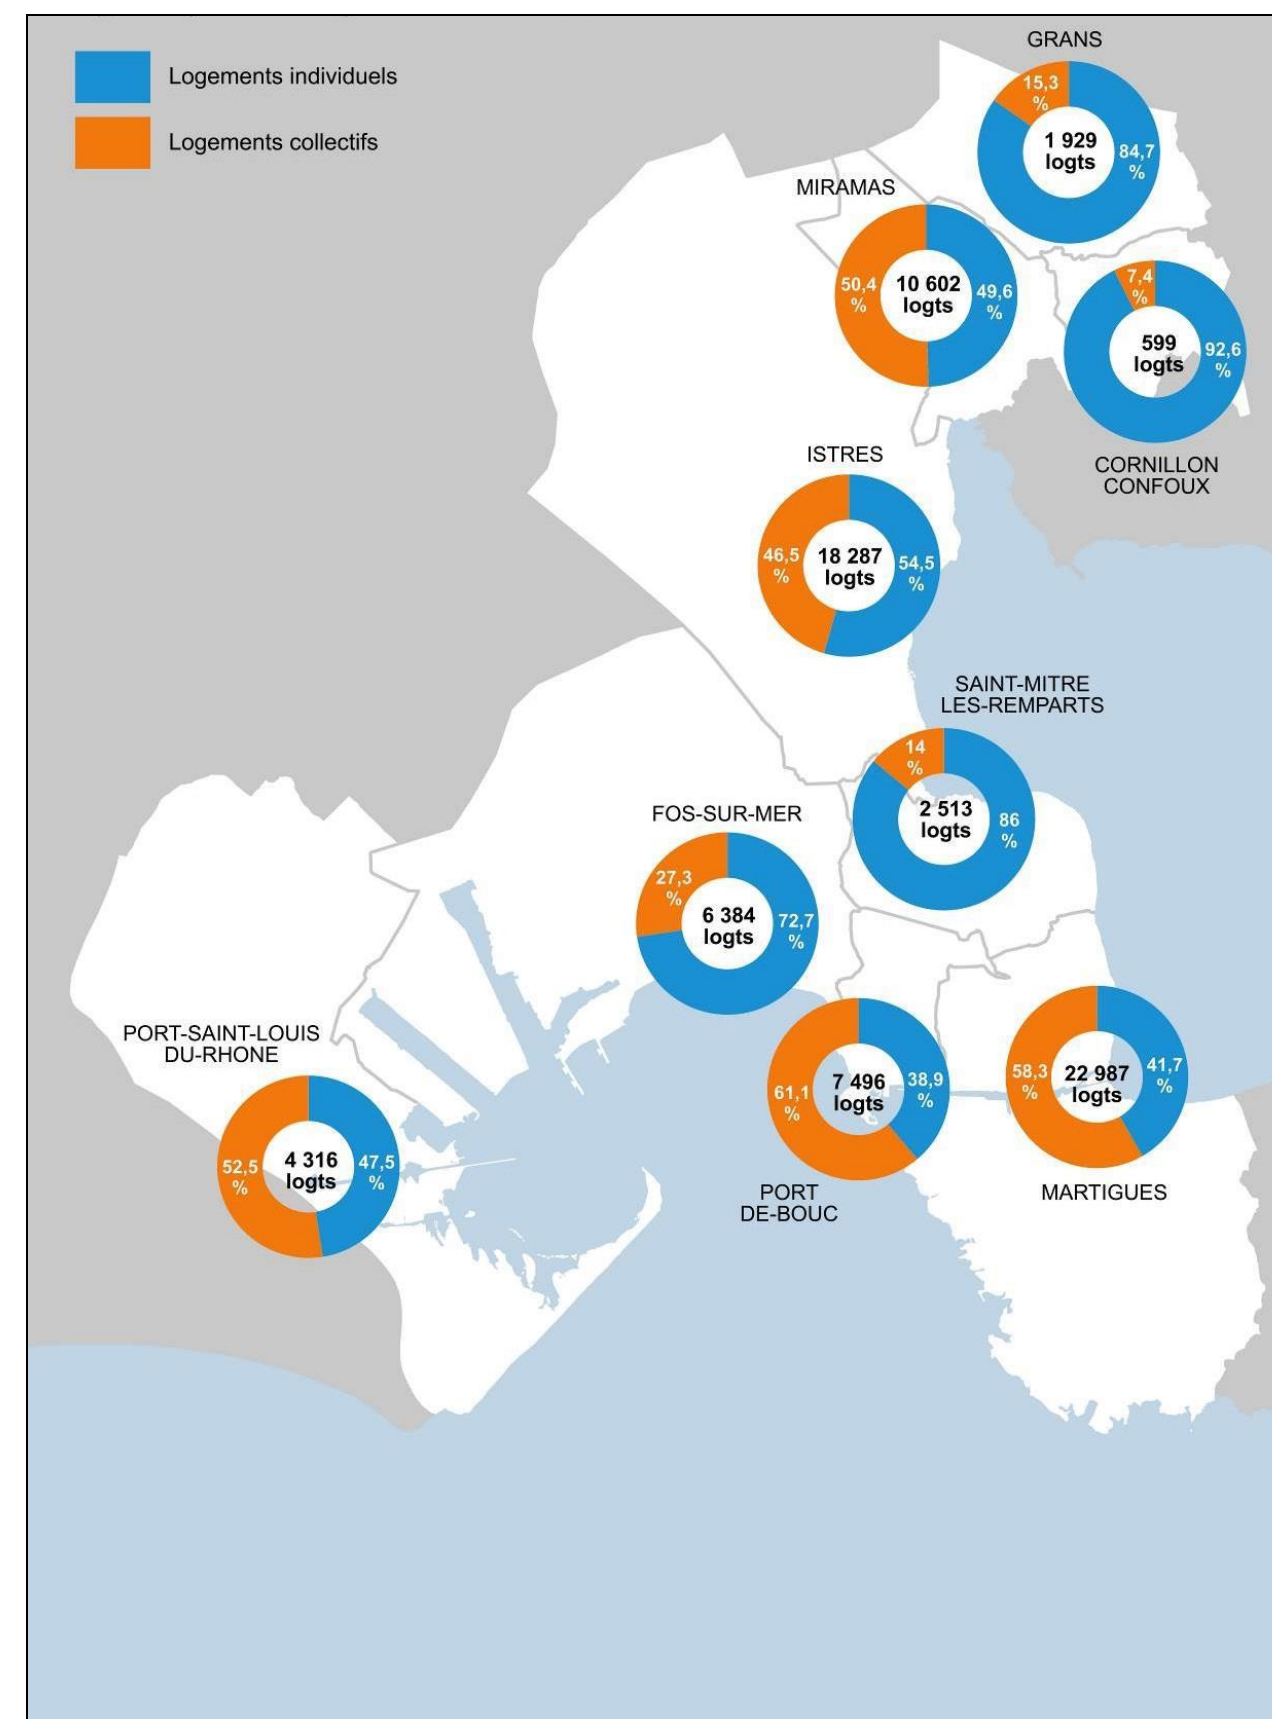 Logements individuels
Logements collectifs
GRANS
15,3
%
1 929
logts
84,7
%
MIRAMAS
50,4
%
10 602
logts
49,6
%
7,4
%
599
logts
92,6
%
CORNILLON
CONFOUX
ISTRES
46,5
%
18 287
logts
54,5
%
SAINT-MITRE
LES-REMPARTS
14
%
2 513
logts
86
%
FOS-SUR-MER
27,3
%
6 384
logts
72,7
%
PORT-SAINT-LOUIS
DU-RHONE
52,5
%
4 316
logts
47,5
%
61,1
%
7 496
logts
38,9
%
PORT
DE-BOUC
58,3
%
22 987
logts
41,7
%
MARTIGUES